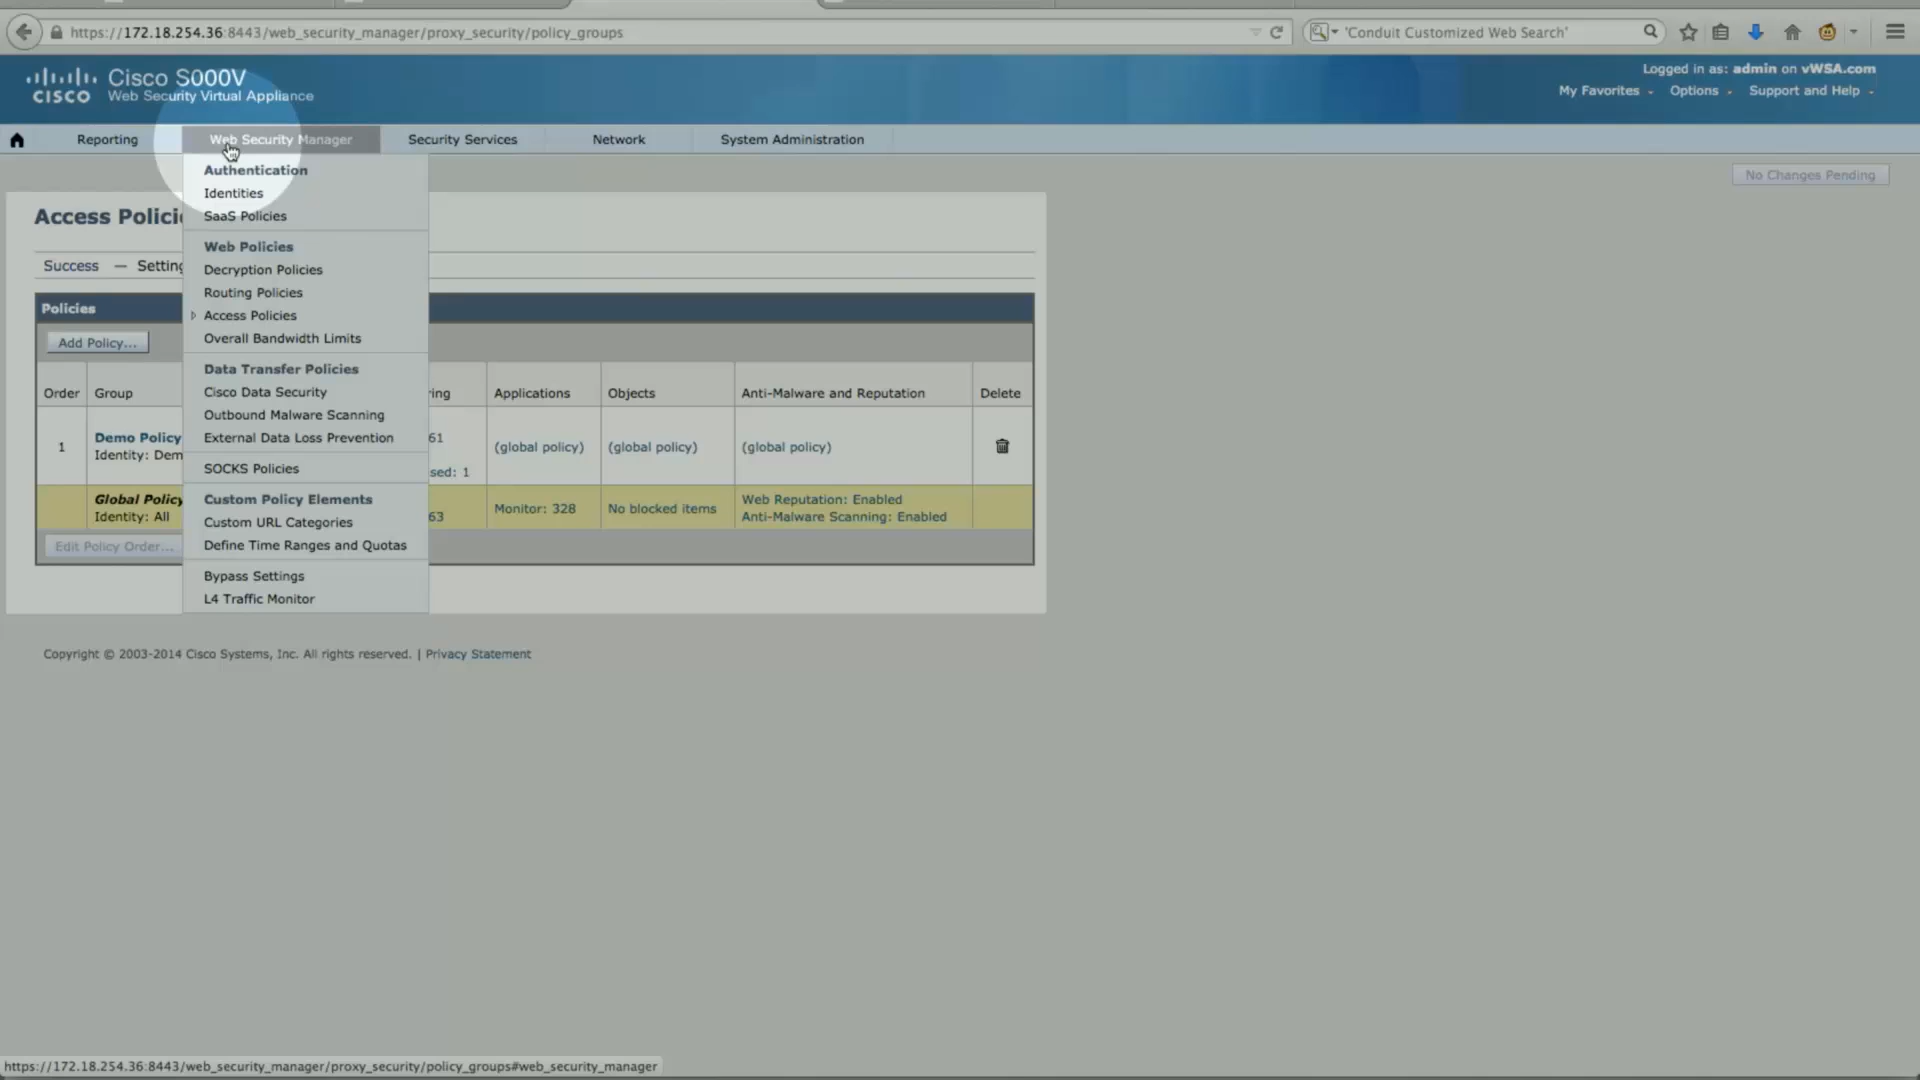 https://172.18.254.36:8443/web_security_manager/proxy_security/policy_groups
'Conduit Customized Web Search'
CISCO
Cisco S000V
Web Security Virtual Appliance
Logged in as: admin on vWSA.com
My Favorites
Options
Support and Help
Reporting
Web Security Manager
Security Services
Network
System Administration
No Changes Pending
Authentication
Identities
SaaS Policies
Web Policies
Decryption Policies
Routing Policies
Access Policies
Overall Bandwidth Limits
Data Transfer Policies
Cisco Data Security
Outbound Malware Scanning
External Data Loss Prevention
SOCKS Policies
Custom Policy Elements
Custom URL Categories
Define Time Ranges and Quotas
Bypass Settings
L4 Traffic Monitor
Access Polici
Success — Setting
Policies
Add Policy...
Order
Group
ring
Applications
Objects
Anti-Malware and Reputation
Delete
1
Demo Policy
Identity: Dem
61
sed: 1
(global policy)
(global policy)
(global policy)
Global Policy
Identity: All
63
Monitor: 328
No blocked items
Web Reputation: Enabled
Anti-Malware Scanning: Enabled
Edit Policy Order...
Copyright © 2003-2014 Cisco Systems, Inc. All rights reserved. | Privacy Statement
https://172.18.254.36:8443/web_security_manager/proxy_security/policy_groups#web_security_manager